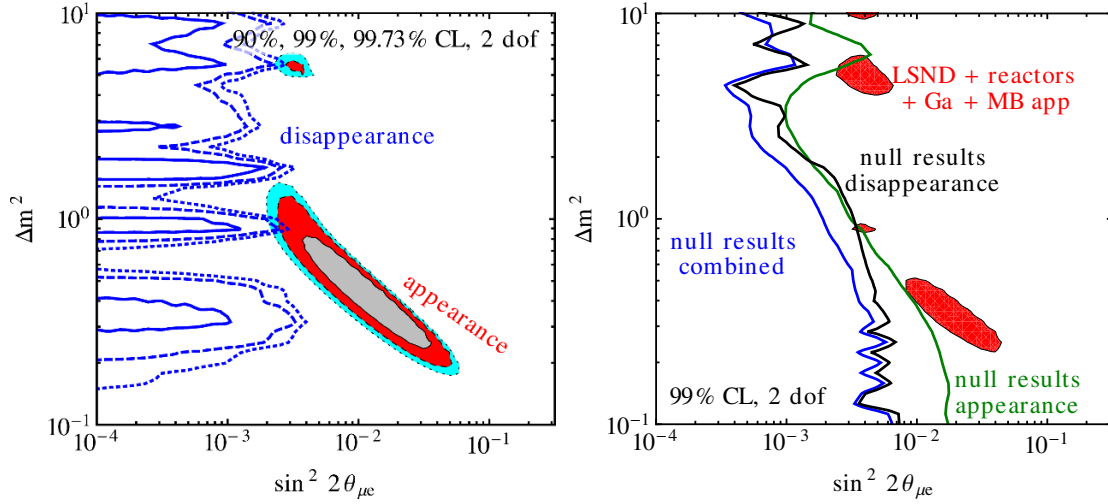 90%, 99%, 99.73% CL, 2 dof
disappearance
appearance
10^1
10^0
10^-1
Δm^2
10^-4
10^-3
10^-2
10^-1
sin^2 2θ_μe
LSND + reactors
+ Ga + MB app
null results
disappearance
null results
combined
null results
appearance
99% CL, 2 dof
10^1
10^0
10^-1
Δm^2
10^-4
10^-3
10^-2
10^-1
sin^2 2θ_μe